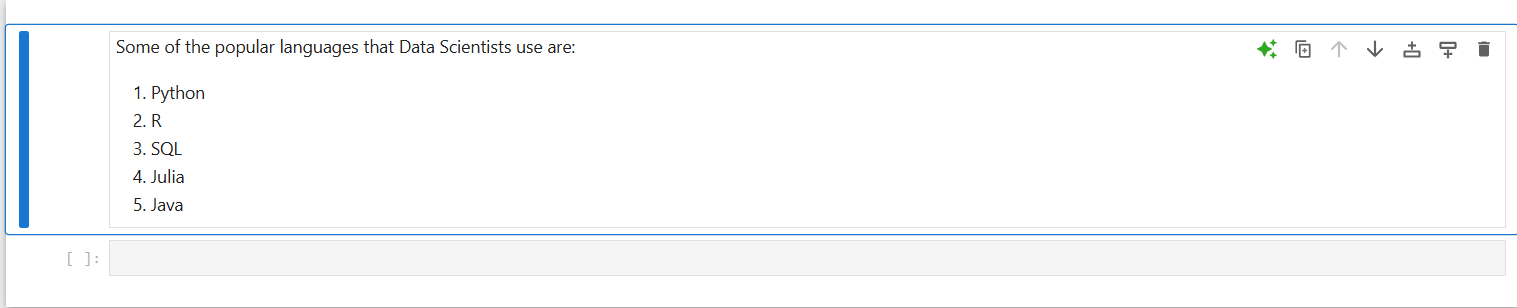 Some of the popular languages that Data Scientists use are:
1. Python
2. R
3. SQL
4. Julia
5. Java
[ ]: